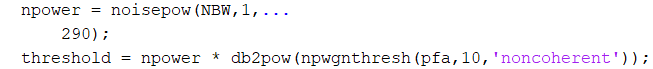 npower = noisepow(NBW,1,...
    290);
threshold = npower * db2pow(npwgnthresh(pfa,10,'noncoherent'));